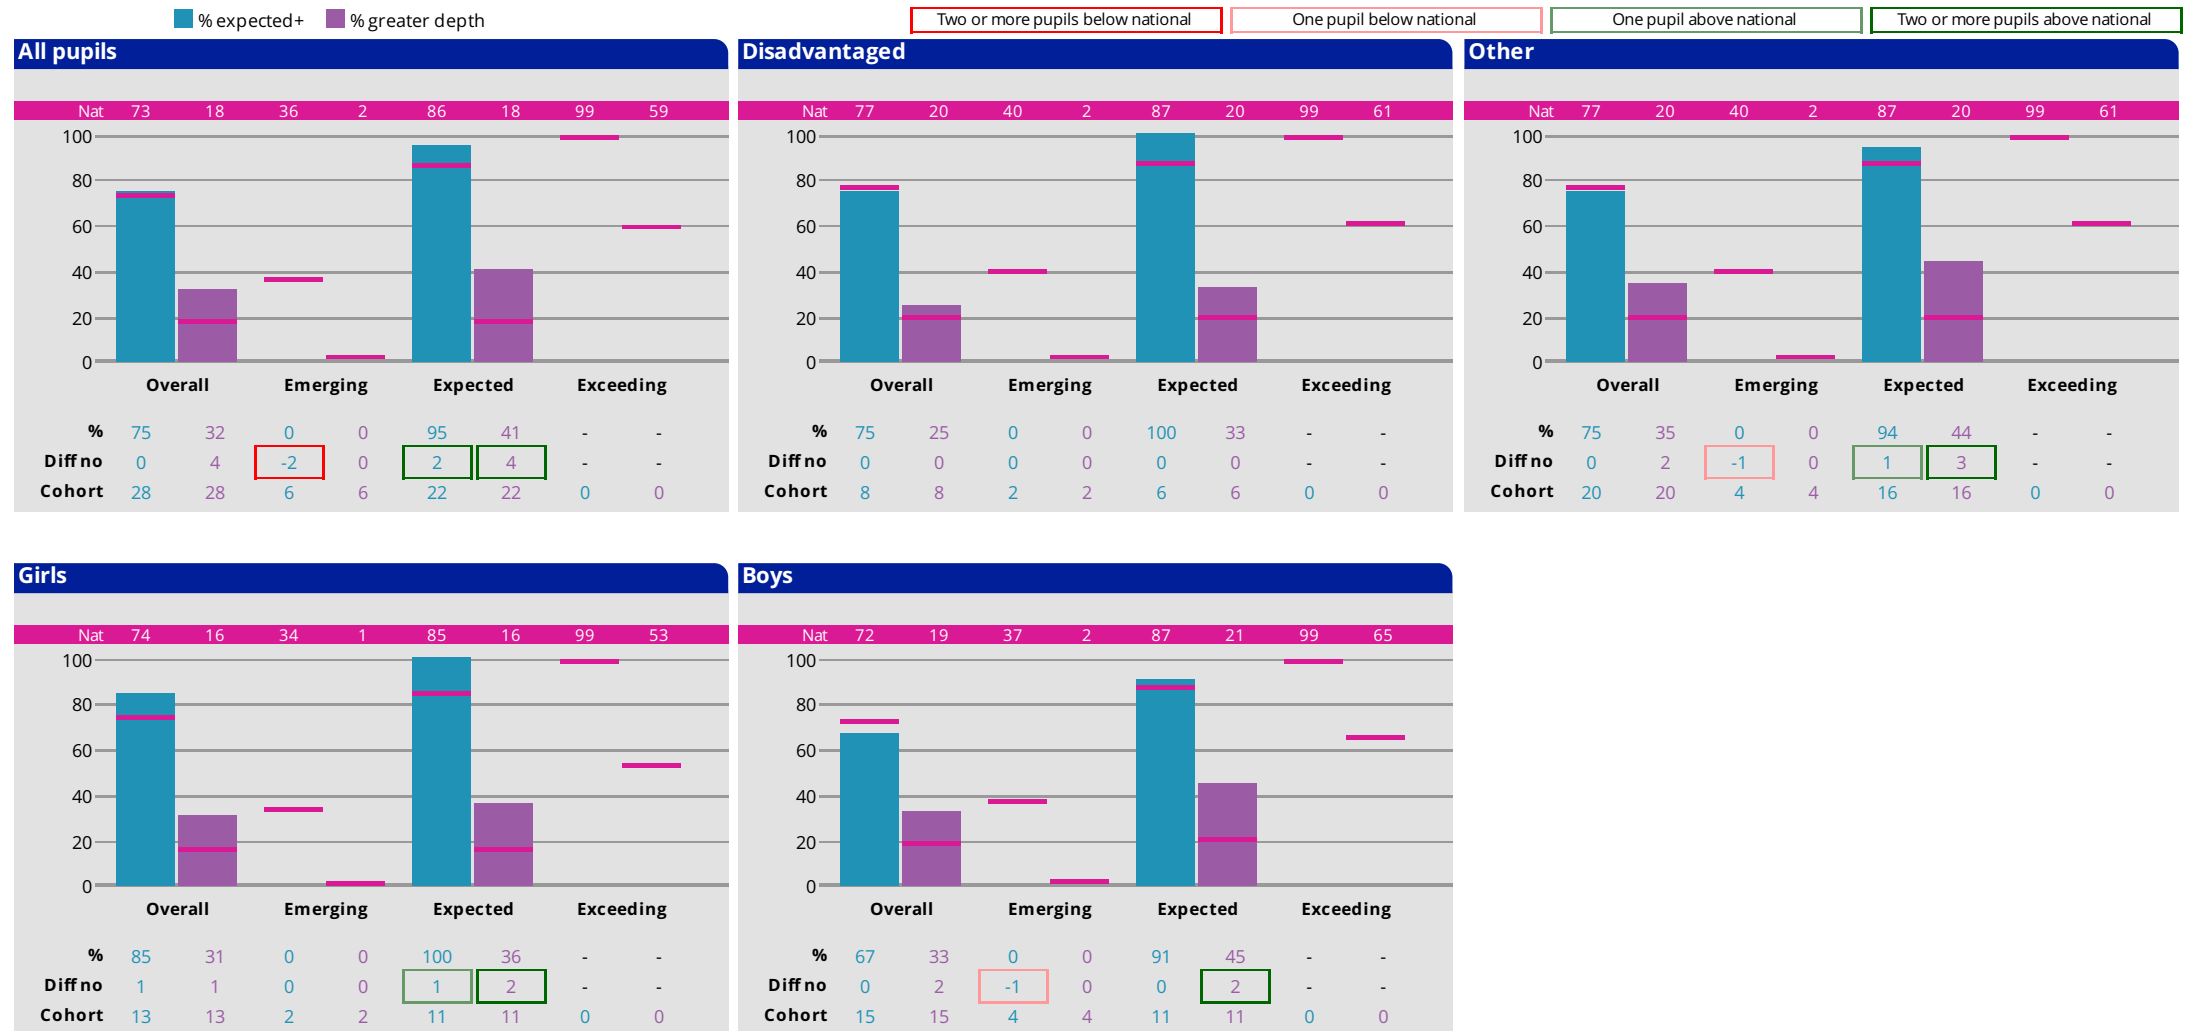 % expected+ % greater depth Two or more pupils below national One pupil below national One pupil above national Two or more pupils above national
All pupils
Nat 73 18 36 2 86 18 99 59
100
80
60
40
20
0
Overall Emerging Expected Exceeding
% 75 32 0 0 95 41 - -
Diff no 0 4 -2 0 2 4 - -
Cohort 28 28 6 6 22 22 0 0
Disadvantaged
Nat 77 20 40 2 87 20 99 61
100
80
60
40
20
0
Overall Emerging Expected Exceeding
% 75 25 0 0 100 33 - -
Diff no 0 0 0 0 0 0 - -
Cohort 8 8 2 2 6 6 0 0
Other
Nat 77 20 40 2 87 20 99 61
100
80
60
40
20
0
Overall Emerging Expected Exceeding
% 75 35 0 0 94 44 - -
Diff no 0 2 -1 0 1 3 - -
Cohort 20 20 4 4 16 16 0 0
Girls
Nat 74 16 34 1 85 16 99 53
100
80
60
40
20
0
Overall Emerging Expected Exceeding
% 85 31 0 0 100 36 - -
Diff no 1 1 0 0 1 2 - -
Cohort 13 13 2 2 11 11 0 0
Boys
Nat 72 19 37 2 87 21 99 65
100
80
60
40
20
0
Overall Emerging Expected Exceeding
% 67 33 0 0 91 45 - -
Diff no 0 2 -1 0 0 2 - -
Cohort 15 15 4 4 11 11 0 0